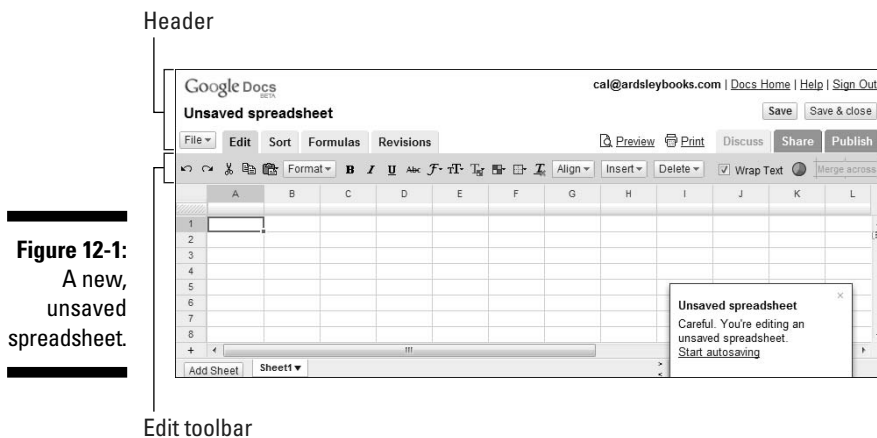 Header
Google Docs
BETA
cal@ardsleybooks.com | Docs Home | Help | Sign Out
Unsaved spreadsheet
Save Save & close
File Edit Sort Formulas Revisions Preview Print Discuss Share Publish
Format B I U Abc F T T T Align Insert Delete Wrap Text Merge across
A B C D E F G H I J K L
1
2
3
4
5
6
7
8
Unsaved spreadsheet
Careful. You're editing an
unsaved spreadsheet.
Start autosaving
Add Sheet Sheet1
Figure 12-1:
A new,
unsaved
spreadsheet.
Edit toolbar